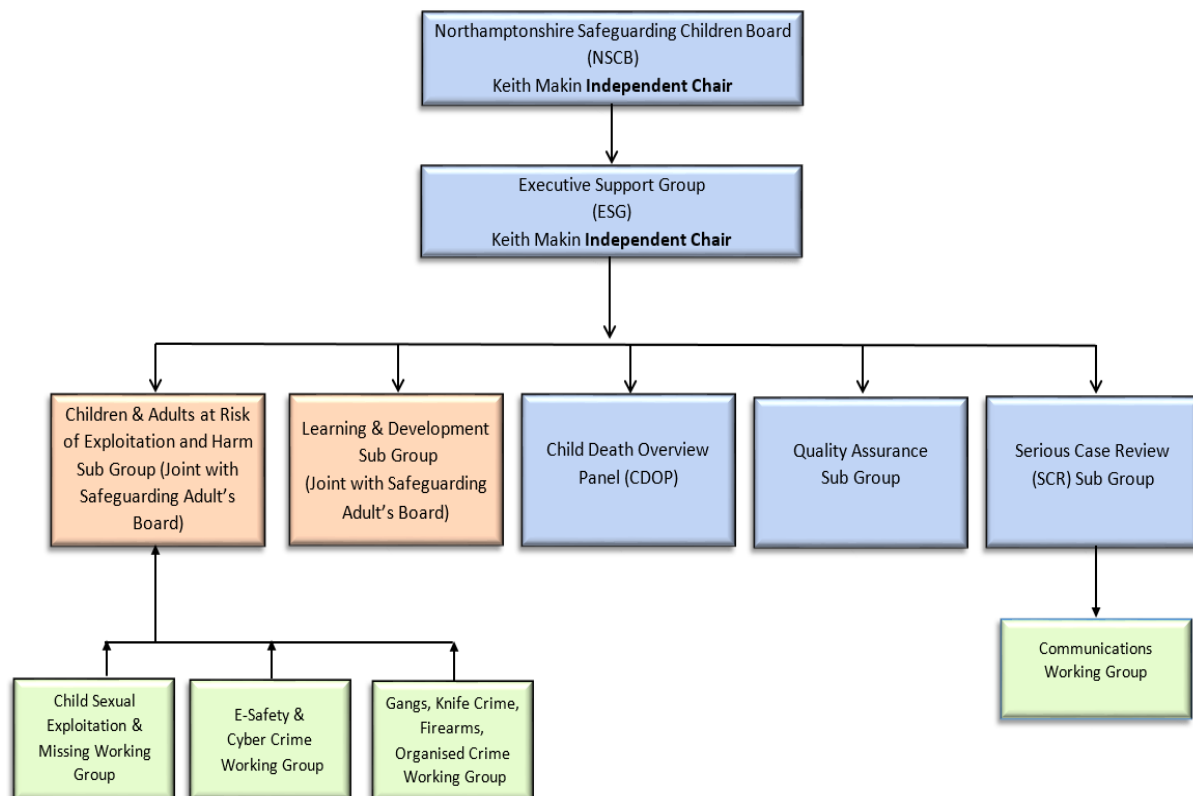 Northamptonshire Safeguarding Children Board
(NSCB)
Keith Makin Independent Chair
Executive Support Group
(ESG)
Keith Makin Independent Chair
Children & Adults at Risk
of Exploitation and Harm
Sub Group (Joint with
Safeguarding Adult's
Board)
Learning & Development
Sub Group
(Joint with Safeguarding
Adult's Board)
Child Death Overview
Panel (CDOP)
Quality Assurance
Sub Group
Serious Case Review
(SCR) Sub Group
Child Sexual
Exploitation &
Missing Working
Group
E-Safety &
Cyber Crime
Working Group
Gangs, Knife Crime,
Firearms,
Organised Crime
Working Group
Communications
Working Group